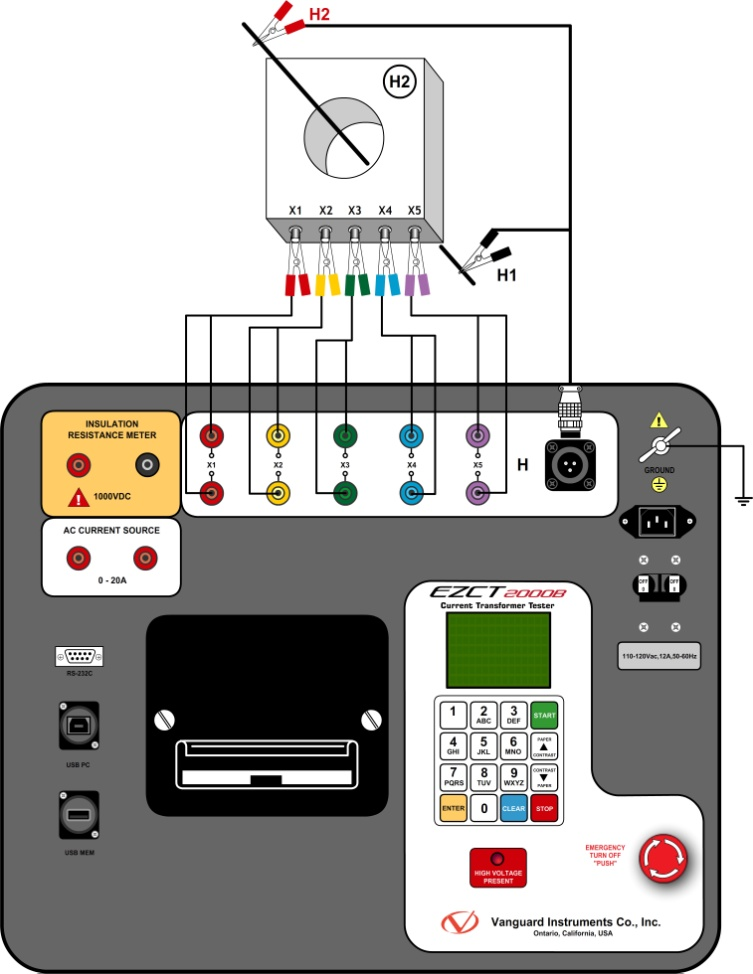 H2
H2
X1 X2 X3 X4 X5
H1
INSULATION
RESISTANCE METER
1000VDC
X1 X2 X3 X4 X5
H
GROUND
AC CURRENT SOURCE
0 - 20A
OFF OFF
110-120Vac,12A,50-60Hz
EZCT 2000B
Current Transformer Tester
RS-232C
USB PC
USB MEM
1
2
ABC
3
DEF
START
4
GHI
5
JKL
6
MNO
PAPER
CONTRAST
7
PQRS
8
TUV
9
WXYZ
CONTRAST
PAPER
ENTER
0
CLEAR
STOP
HIGH VOLTAGE
PRESENT
EMERGENCY
TURN OFF
"PUSH"
Vanguard Instruments Co., Inc.
Ontario, California, USA